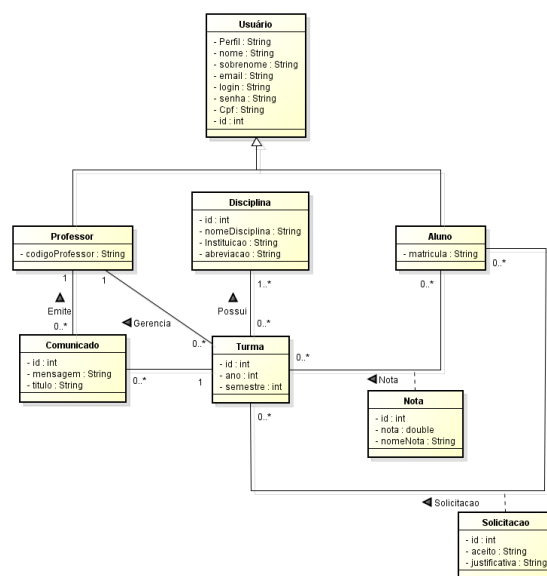 Usuário
- Perfil : String
- nome : String
- sobrenome : String
- email : String
- login : String
- senha : String
- Cpf : String
- id : int
Disciplina
- id : int
- nomeDisciplina : String
- Instituicao : String
- abreviacao : String
Professor
- codigoProfessor : String
Aluno
- matricula : String
1
1
1..*
0..*
0..*
Emite
Possui
Gerencia
0..*
0..*
0..*
Comunicado
- id : int
- mensagem : String
- titulo : String
Turma
- id : int
- ano : int
- semestre : int
0..*
0..*
1
Nota
0..*
Nota
- id : int
- nota : double
- nomeNota : String
Solicitacao
Solicitacao
- id : int
- aceito : String
- justificativa : String